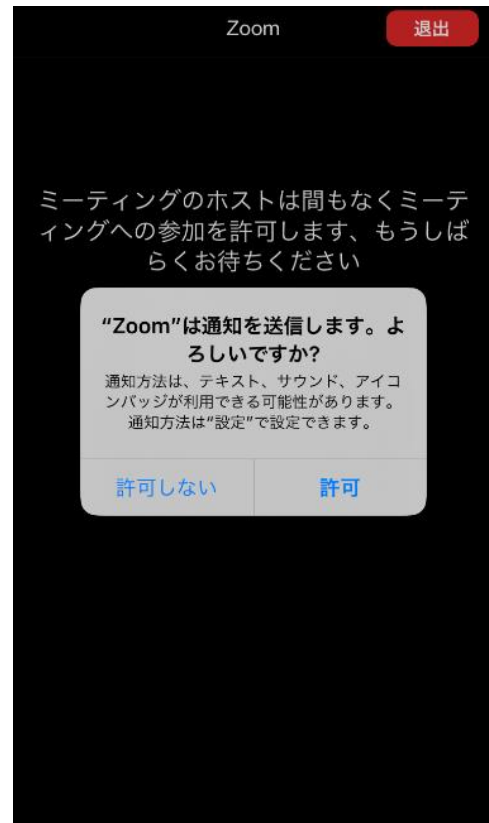 Zoom
退出
ミーティングのホストは間もなくミーテ
ィングへの参加を許可します、もうしば
らくお待ちください
“Zoom”は通知を送信します。よ
ろしいですか?
通知方法は、テキスト、サウンド、アイコ
ンバッジが利用できる可能性があります。
通知方法は“設定”で設定できます。
許可しない
許可